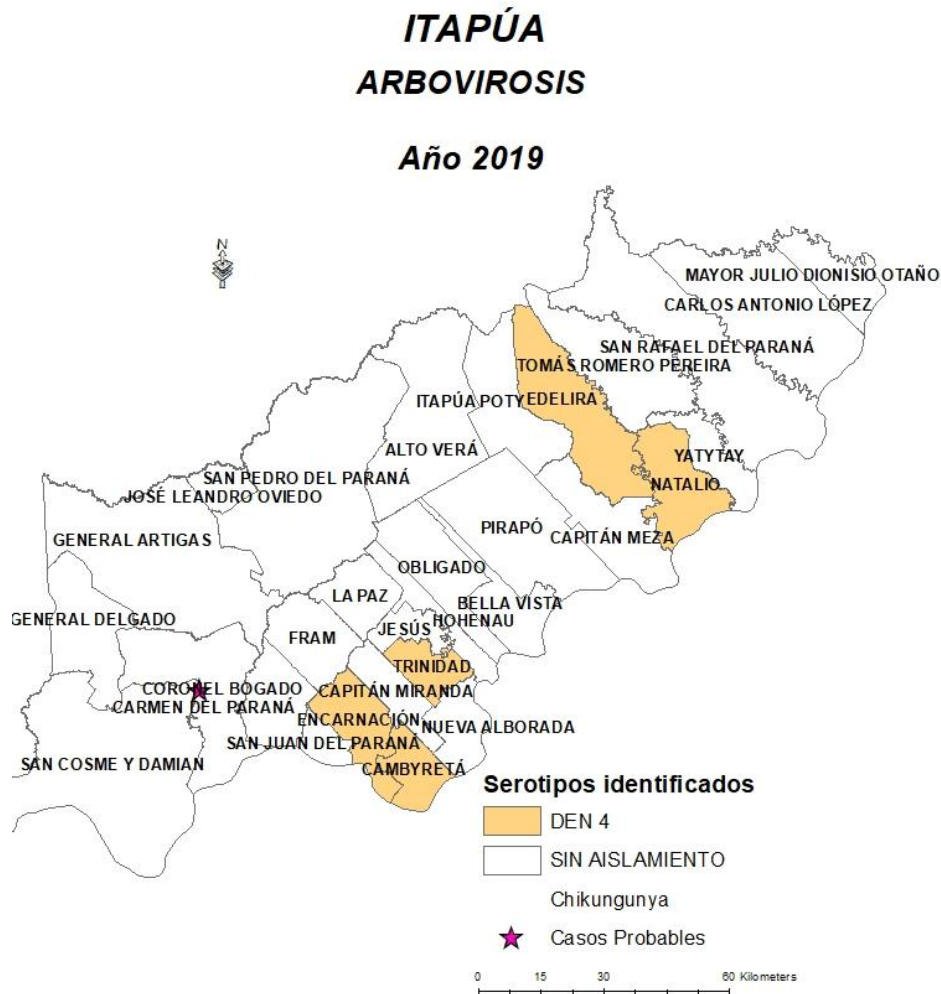 ITAPÚA
ARBOVIROSIS
Año 2019
N
MAYOR JULIO DIONISIO OTAÑO
CARLOS ANTONIO LÓPEZ
SAN RAFAEL DEL PARANÁ
TOMÁS ROMERO PEREIRA
ITAPÚA POTY
EDELIRA
ALTO VERÁ
YATYTAY
SAN PEDRO DEL PARANÁ
NATALIO
JOSÉ LEANDRO OVIEDO
PIRAPÓ
GENERAL ARTIGAS
CAPITÁN MEZA
OBLIGADO
LA PAZ
BELLA VISTA
GENERAL DELGADO
HOHENAU
JESÚS
FRAM
TRINIDAD
CORONEL BOGADO
CAPITÁN MIRANDA
CARMEN DEL PARANÁ
ENCARNACIÓN
NUEVA ALBORADA
SAN JUAN DEL PARANÁ
SAN COSME Y DAMIAN
CAMBYRETÁ
Serotipos identificados
DEN 4
SIN AISLAMIENTO
Chikungunya
Casos Probables
0 15 30 60 Kilometers